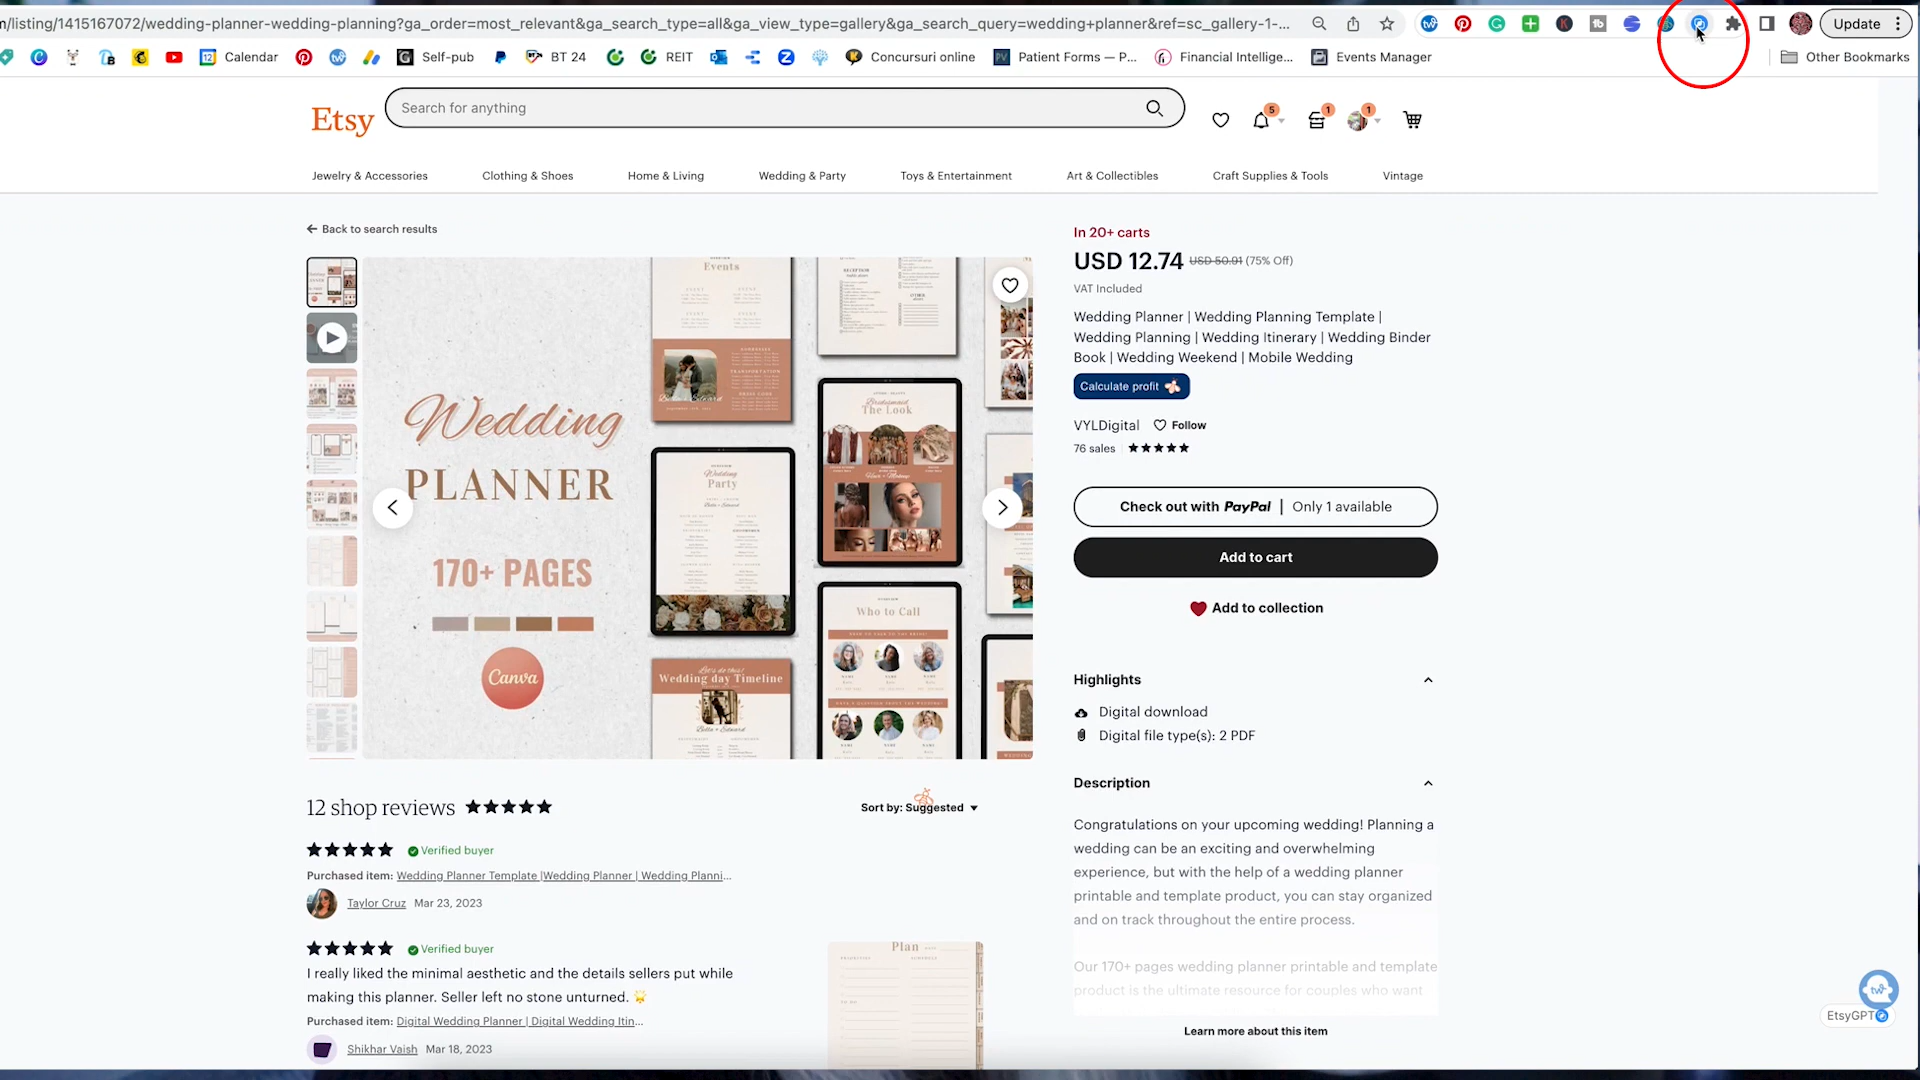 m/listing/1415167072/wedding-planner-wedding-planning?ga_order=most_relevant&ga_search_type=all&ga_view_type=gallery&ga_search_query=wedding+planner&ref=sc_gallery-1-...
Update
Calendar
Self-pub
BT 24
REIT
Concursuri online
Patient Forms — P...
Financial Intellige...
Events Manager
Other Bookmarks
Etsy
Search for anything
5
1
1
Jewelry & Accessories
Clothing & Shoes
Home & Living
Wedding & Party
Toys & Entertainment
Art & Collectibles
Craft Supplies & Tools
Vintage
Back to search results
Wedding
PLANNER
170+ PAGES
Canva
Events
Wedding
Party
Let's do this!
Wedding day Timeline
Bridesmaid
The Look
Who to Call
In 20+ carts
USD 12.74 USD 50.91 (75% Off)
VAT Included
Wedding Planner | Wedding Planning Template |
Wedding Planning | Wedding Itinerary | Wedding Binder
Book | Wedding Weekend | Mobile Wedding
Calculate profit
VYLDigital Follow
76 sales
Check out with PayPal | Only 1 available
Add to cart
Add to collection
Highlights
Digital download
Digital file type(s): 2 PDF
Description
Congratulations on your upcoming wedding! Planning a
wedding can be an exciting and overwhelming
experience, but with the help of a wedding planner
printable and template product, you can stay organized
and on track throughout the entire process.
Our 170+ pages wedding planner printable and template
product is the ultimate resource for couples who want
Learn more about this item
12 shop reviews
Sort by: Suggested
Verified buyer
Purchased item: Wedding Planner Template |Wedding Planner | Wedding Planni...
Taylor Cruz Mar 23, 2023
Verified buyer
I really liked the minimal aesthetic and the details sellers put while
making this planner. Seller left no stone unturned.
Purchased item: Digital Wedding Planner | Digital Wedding Itin...
Shikhar Vaish Mar 18, 2023
Plan
EtsyGPT